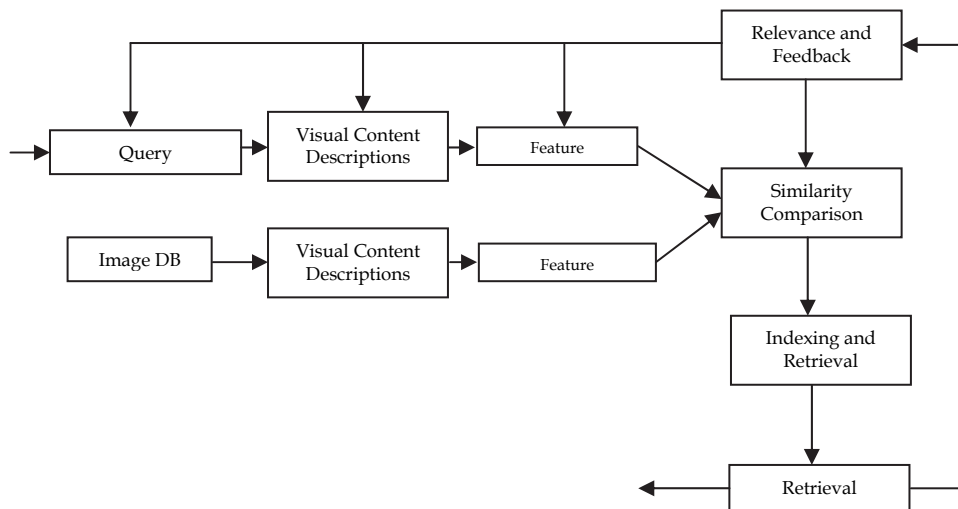 Relevance and
Feedback
Query
Visual Content
Descriptions
Feature
Similarity
Comparison
Image DB
Visual Content
Descriptions
Feature
Indexing and
Retrieval
Retrieval